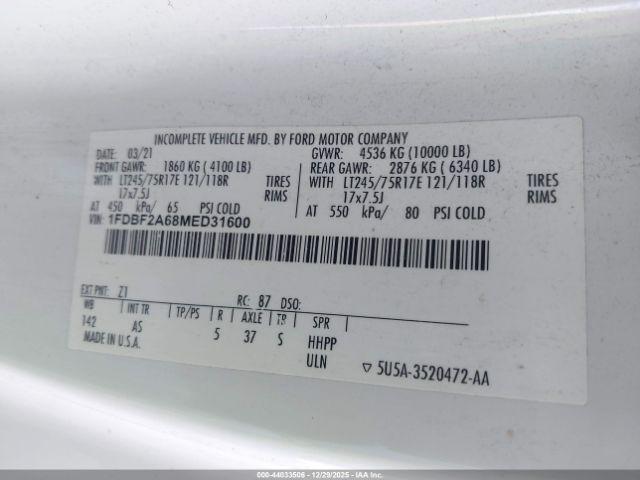 INCOMPLETE VEHICLE MFD. BY FORD MOTOR COMPANY
DATE: 03/21 GVWR: 4536 KG (10000 LB)
FRONT GAWR: 1860 KG ( 4100 LB) REAR GAWR: 2876 KG ( 6340 LB)
WITH LT245/75R17E 121/118R TIRES WITH LT245/75R17E 121/118R TIRES
17x7.5J RIMS 17x7.5J RIMS
AT 450 kPa/ 65 PSI COLD AT 550 kPa/ 80 PSI COLD
VIN: 1FDBF2A68MED31600
EXT PNT: Z1 RC: 87 DSO:
WB INT TR TP/PS R AXLE TR SPR
142 AS 5 37 S HHPP
MADE IN U.S.A. ULN
▽ 5U5A-3520472-AA
000-44033506 - 12/29/2025 - IAAI.com